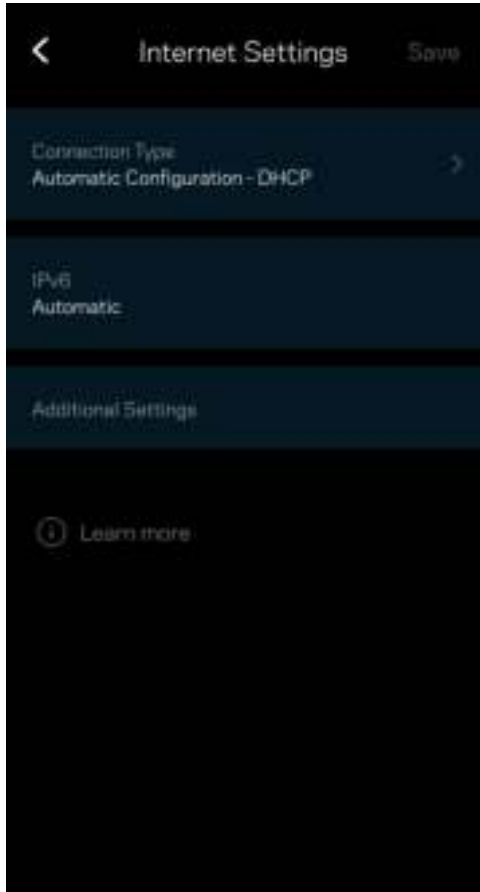 Internet Settings Save
Connection Type
Automatic Configuration - DHCP
IPv6
Automatic
Additional Settings
Learn more